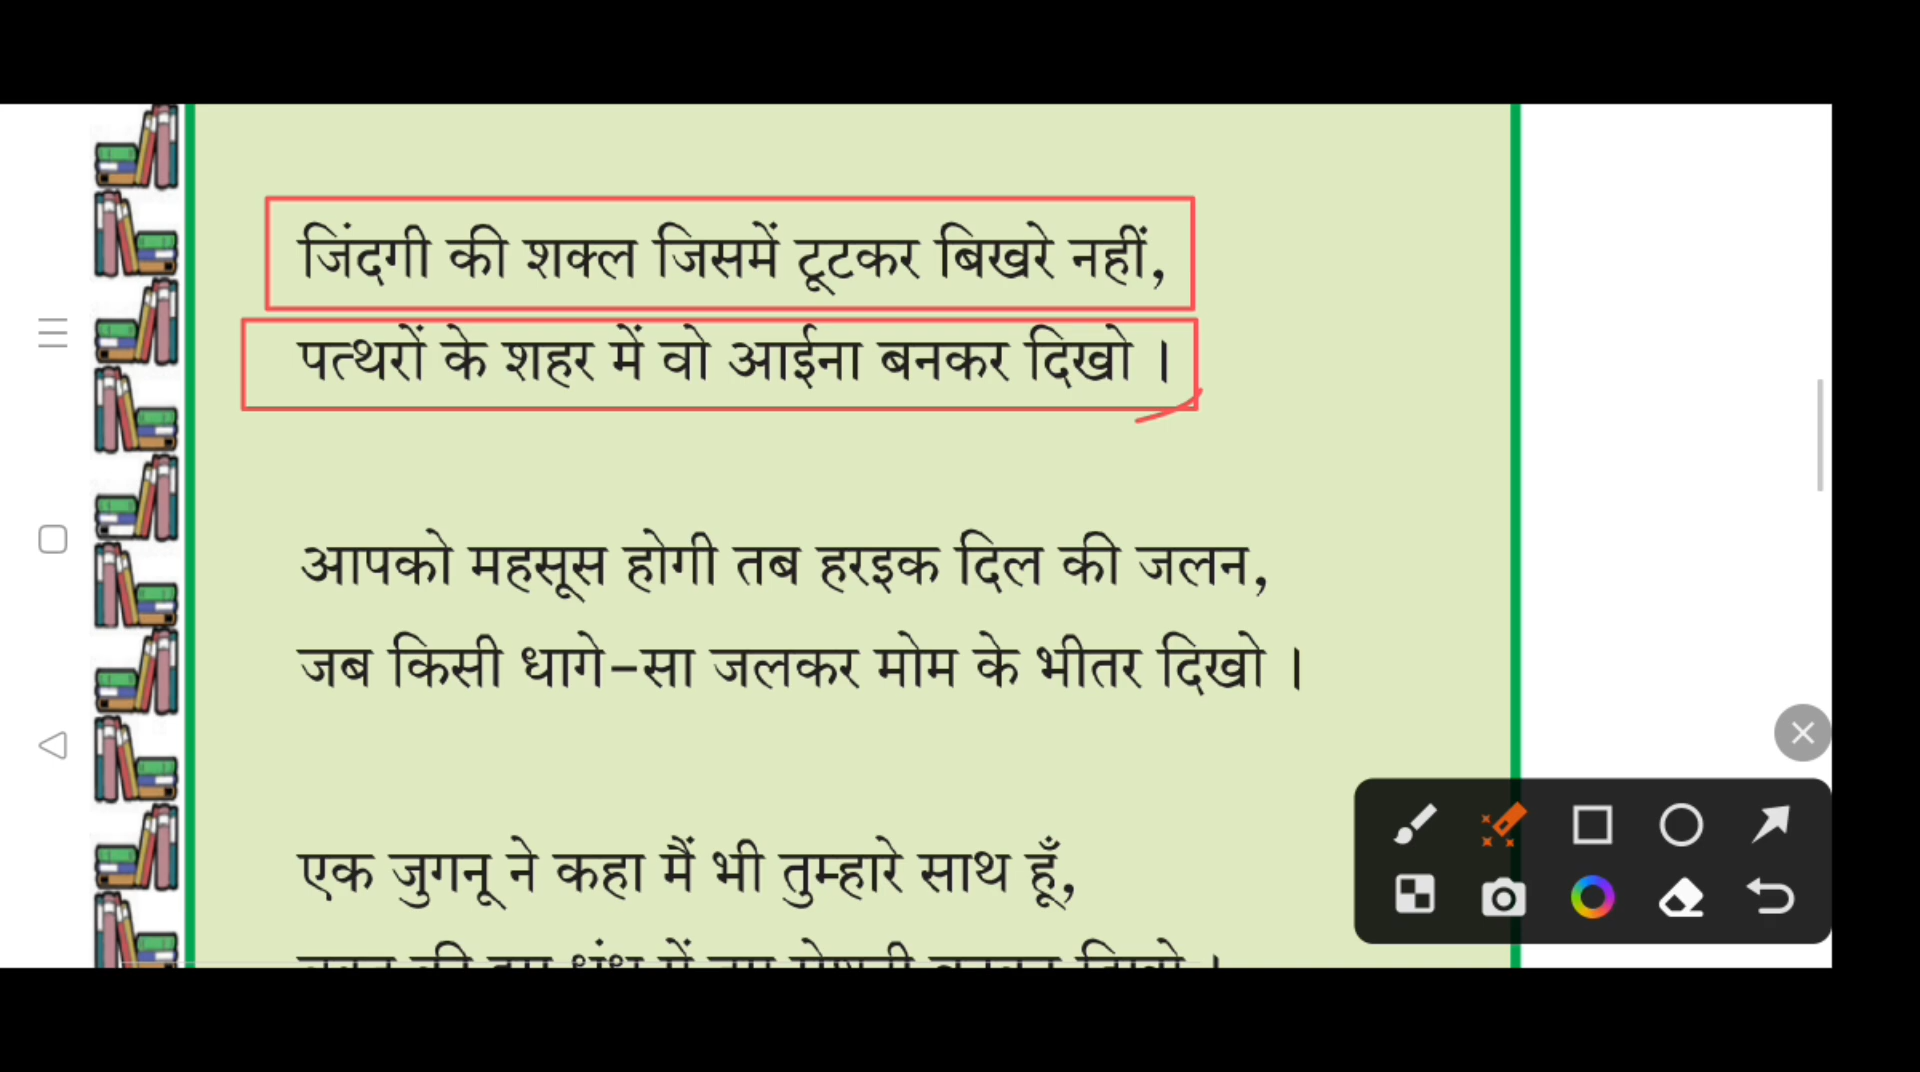 जिंदगी की शक्ल जिसमें टूटकर बिखरे नहीं,
पत्थरों के शहर में वो आईना बनकर दिखो ।
आपको महसूस होगी तब हरइक दिल की जलन,
जब किसी धागे-सा जलकर मोम के भीतर दिखो ।
एक जुगनू ने कहा मैं भी तुम्हारे साथ हूँ,